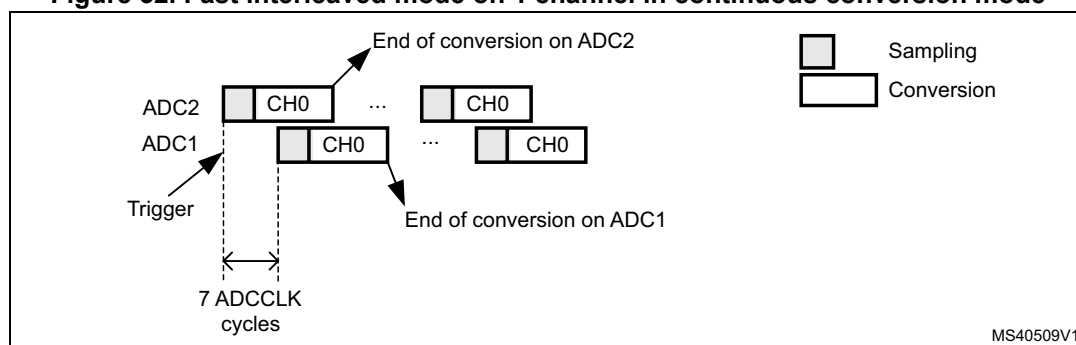 Figure 32. Fast interleaved mode on 1 channel in continuous conversion mode
End of conversion on ADC2
Sampling
Conversion
ADC2 CH0 ... CH0
ADC1 CH0 ... CH0
Trigger
End of conversion on ADC1
7 ADCCLK
cycles
MS40509V1